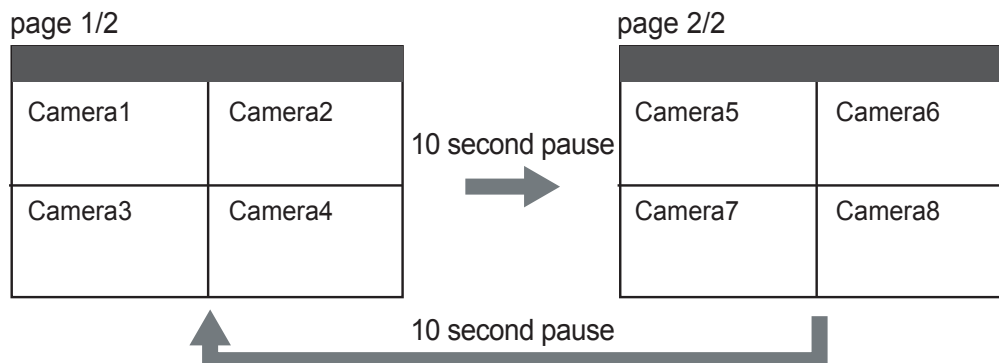 page 1/2
Camera1
Camera2
Camera3
Camera4
10 second pause
page 2/2
Camera5
Camera6
Camera7
Camera8
10 second pause